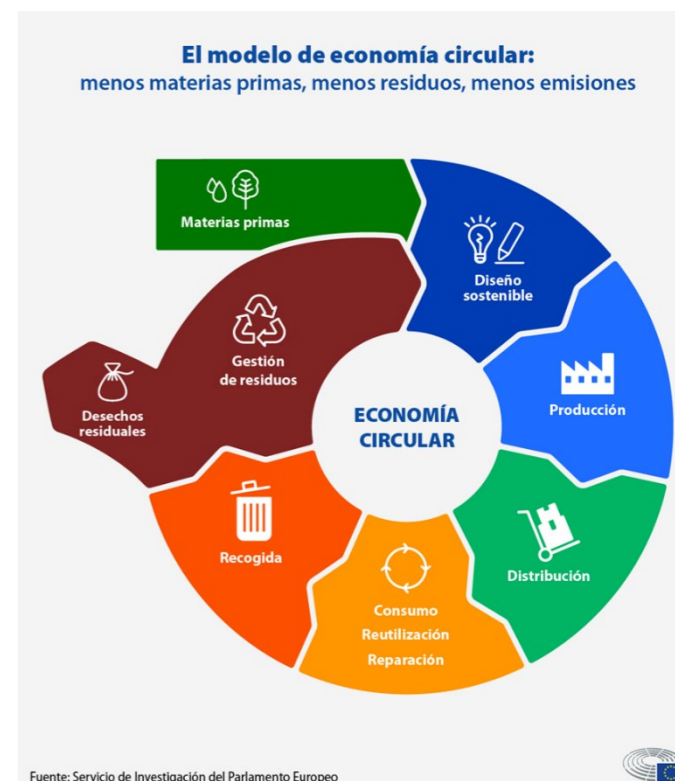 El modelo de economía circular:
menos materias primas, menos residuos, menos emisiones
Materias primas
Diseño
sostenible
Producción
Distribución
Consumo
Reutilización
Reparación
Recogida
Gestión
de residuos
Desechos
residuales
ECONOMÍA
CIRCULAR
Fuente: Servicio de Investigación del Parlamento Europeo